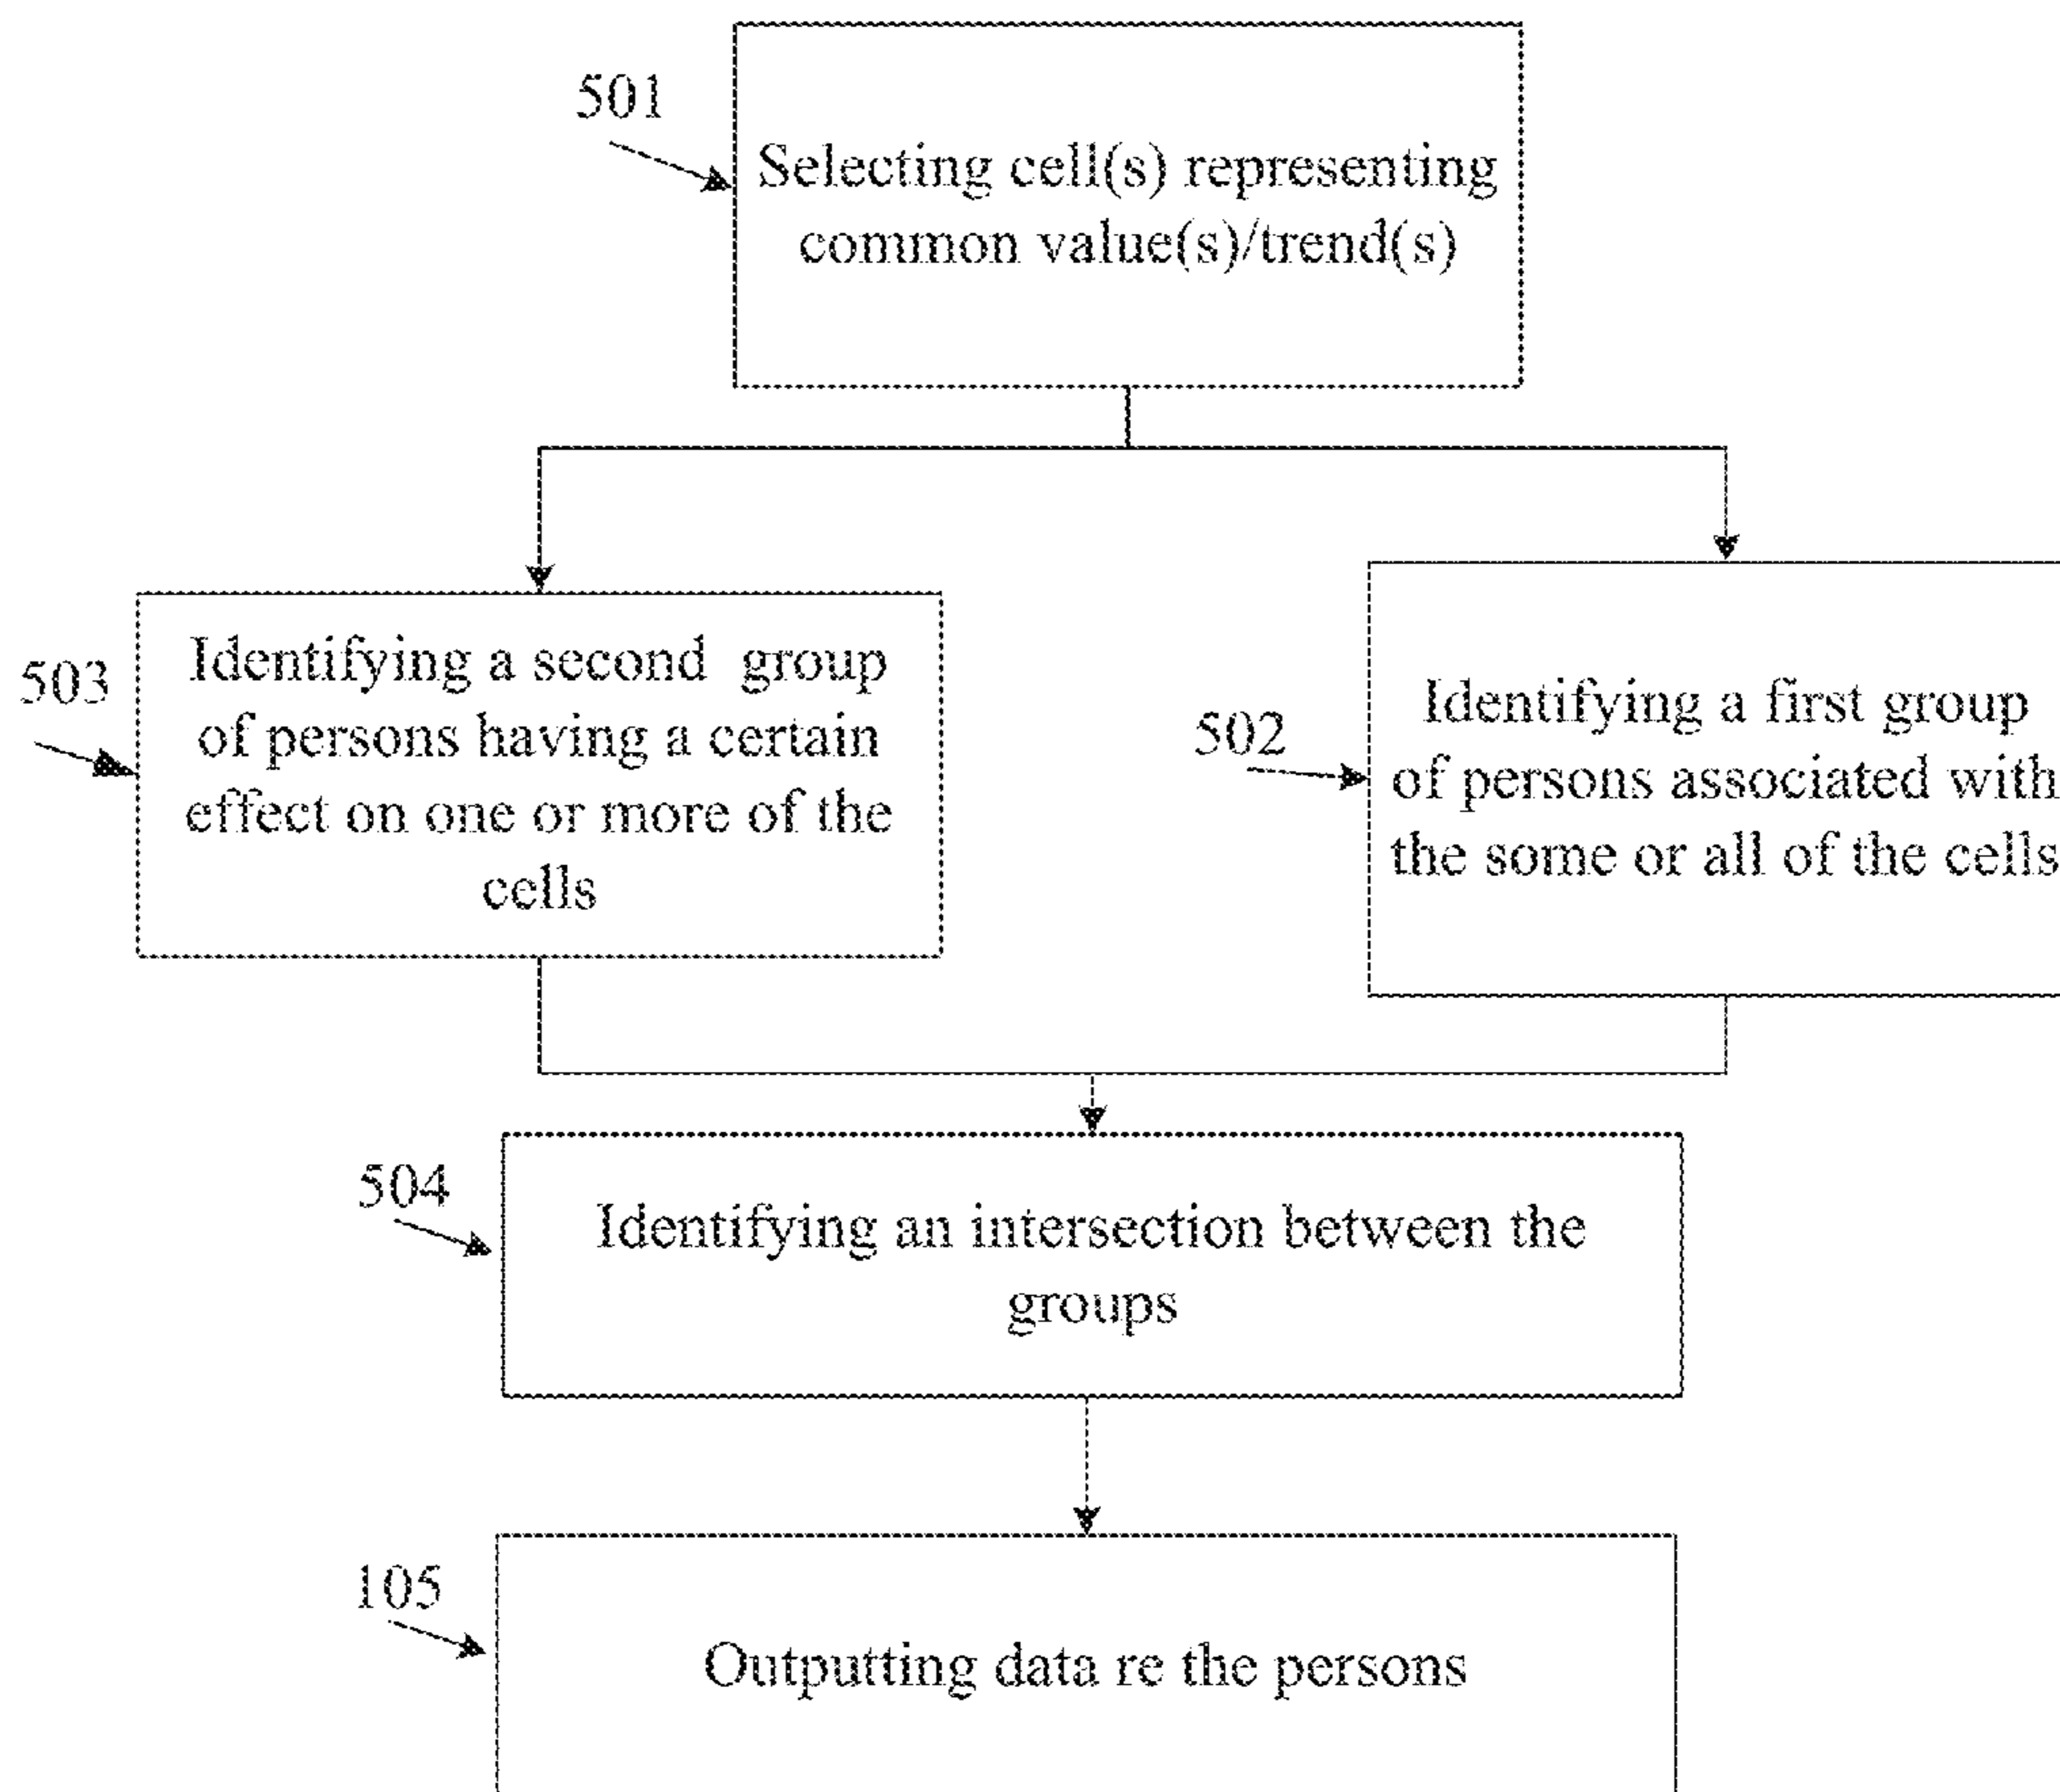 501
Selecting cell(s) representing
common value(s)/trend(s)
503
Identifying a second group
of persons having a certain
effect on one or more of the
cells
502
Identifying a first group
of persons associated with
the some or all of the cells
504
Identifying an intersection between the
groups
105
Outputting data re the persons